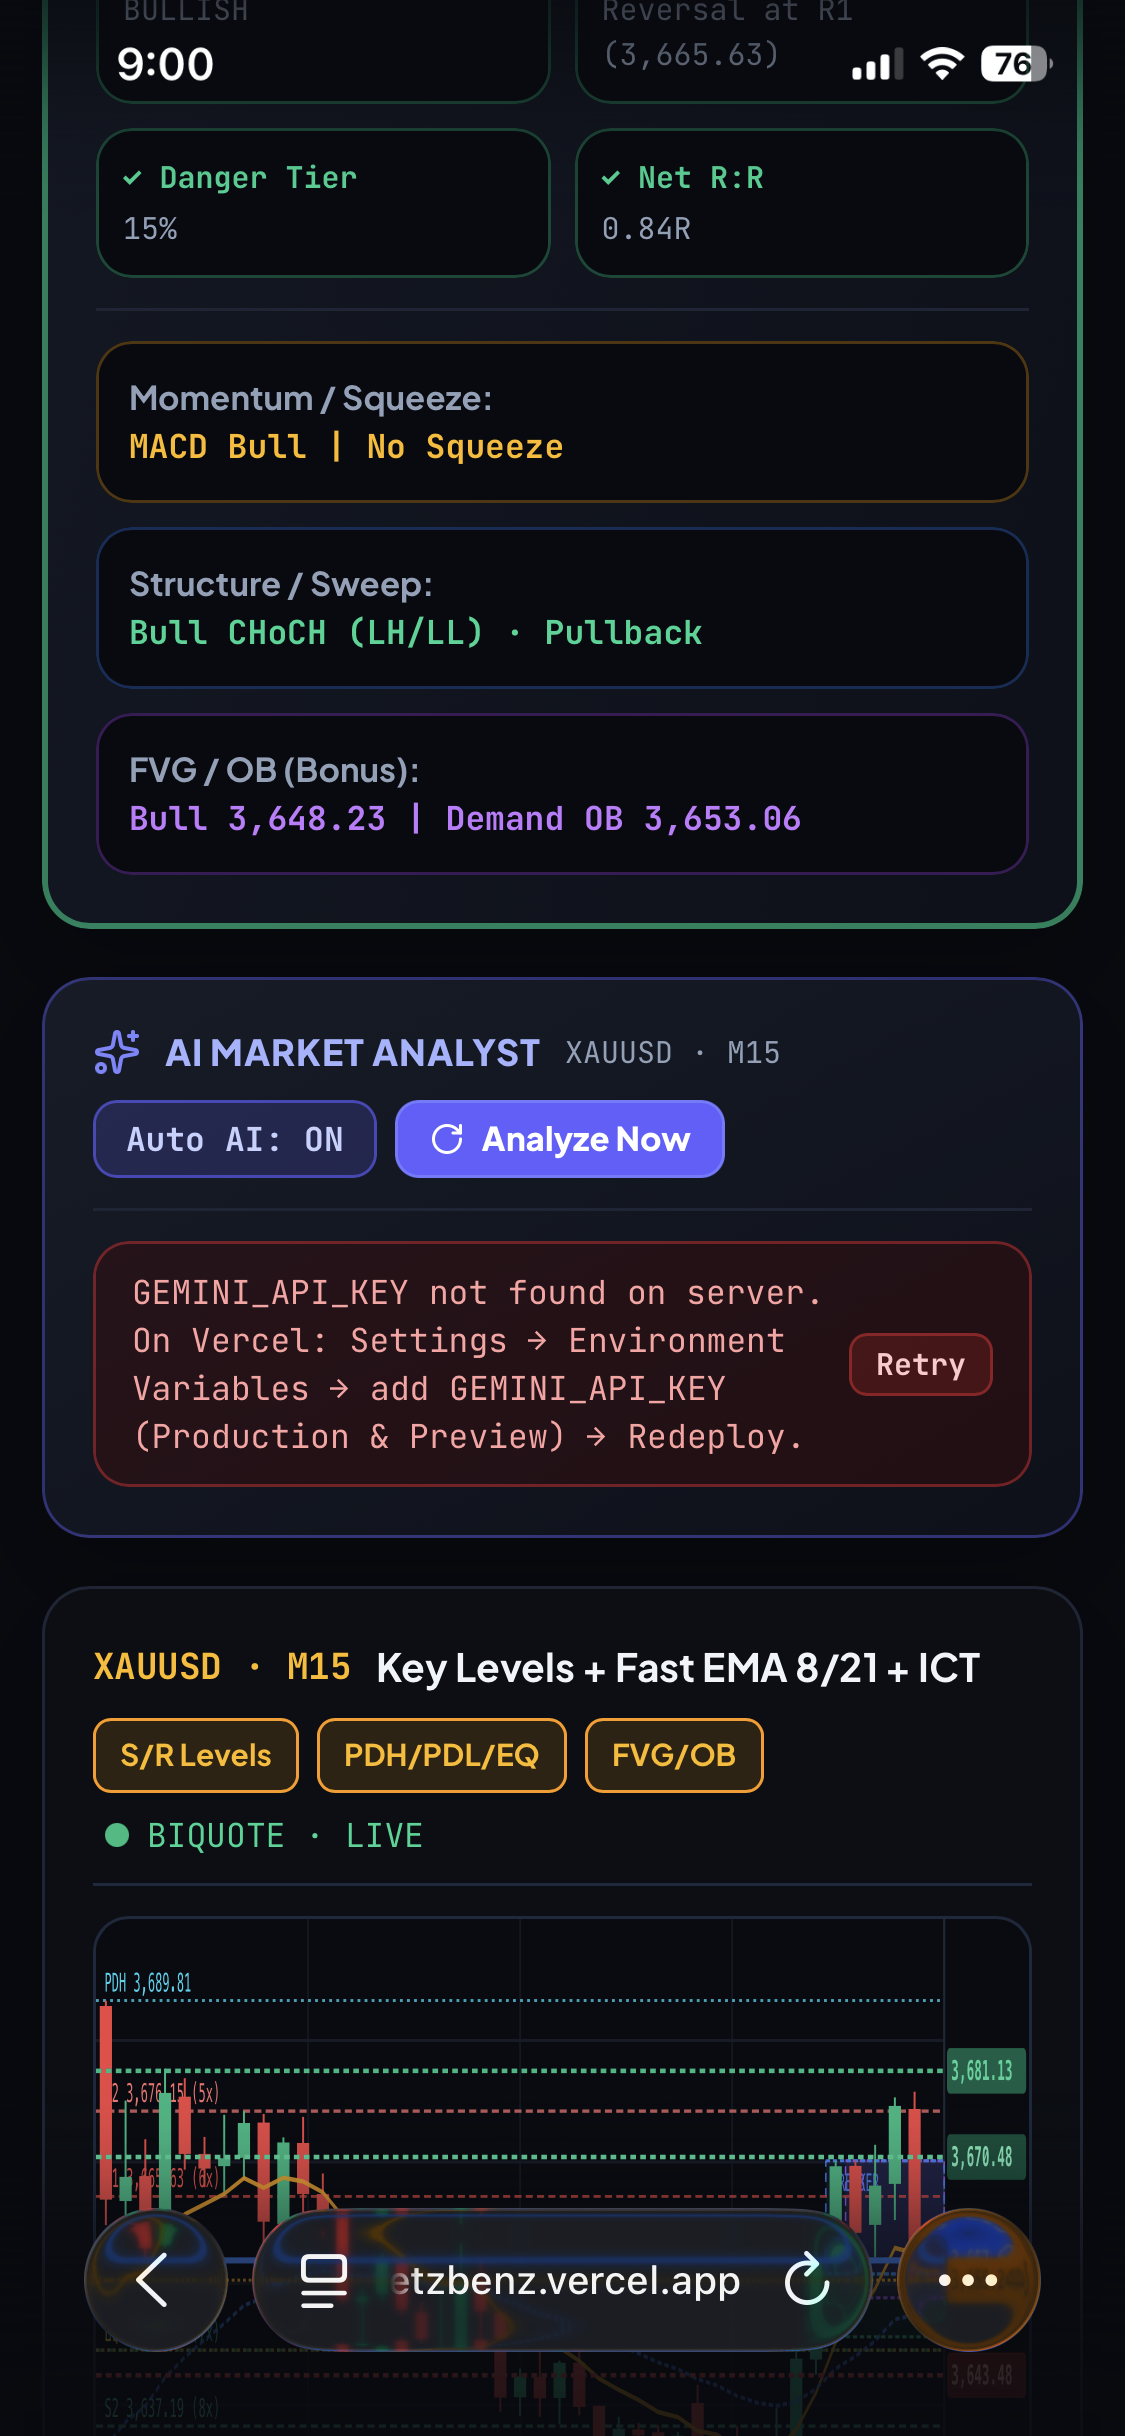 BULLISH
Reversal at R1
(3,665.63)
9:00
76
✓ Danger Tier
15%
✓ Net R:R
0.84R
Momentum / Squeeze:
MACD Bull | No Squeeze
Structure / Sweep:
Bull CHoCH (LH/LL) · Pullback
FVG / OB (Bonus):
Bull 3,648.23 | Demand OB 3,653.06
AI MARKET ANALYST XAUUSD · M15
Auto AI: ON
Analyze Now
GEMINI_API_KEY not found on server.
On Vercel: Settings → Environment
Variables → add GEMINI_API_KEY
(Production & Preview) → Redeploy.
Retry
XAUUSD · M15 Key Levels + Fast EMA 8/21 + ICT
S/R Levels
PDH/PDL/EQ
FVG/OB
BIQUOTE · LIVE
PDH 3,689.81
3,681.13
3,670.48
etzbenz.vercel.app
3,643.48
S2 3,637.19 (8x)